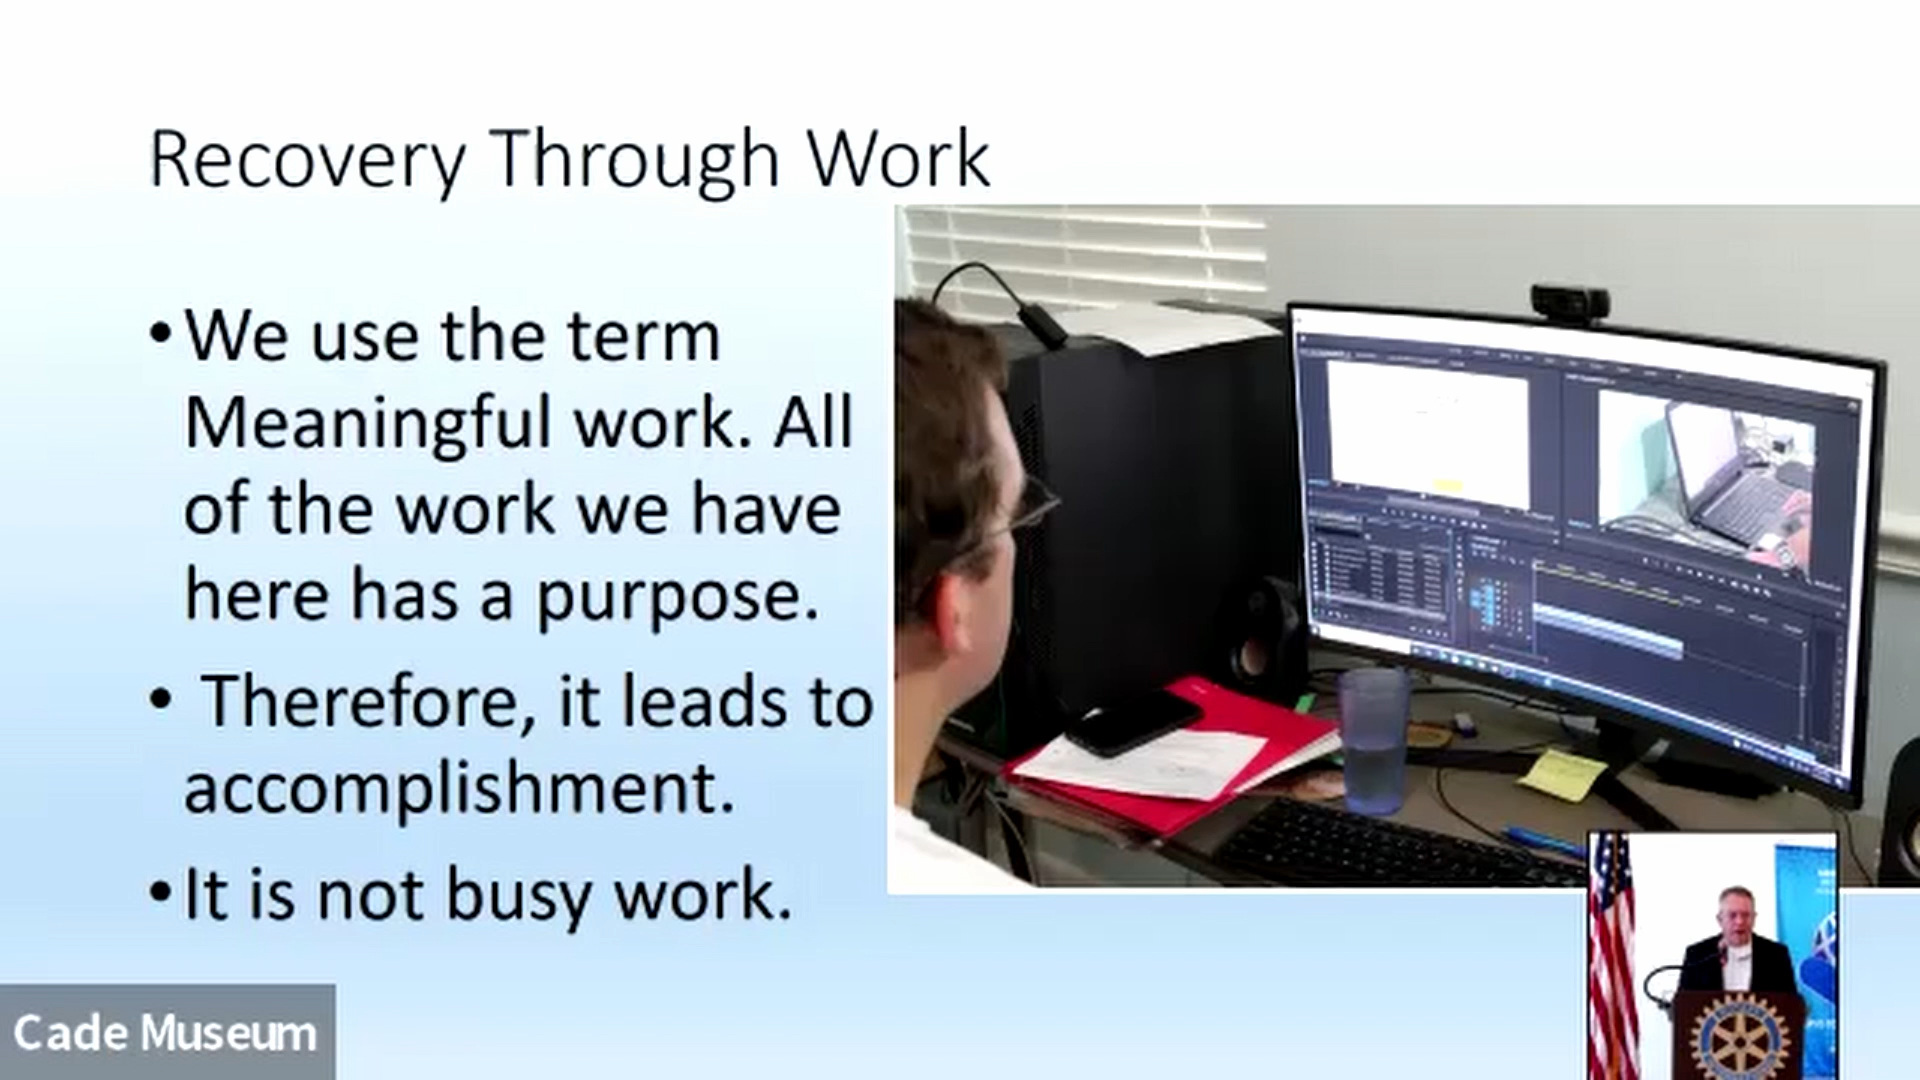 Recovery Through Work
• We use the term
Meaningful work. All
of the work we have
here has a purpose.
• Therefore, it leads to
accomplishment.
• It is not busy work.
Cade Museum